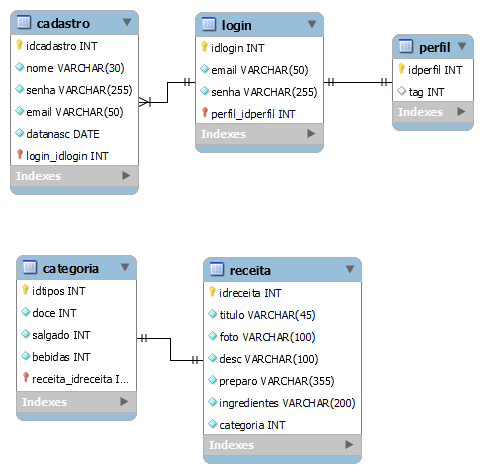 cadastro
idcadastro INT
nome VARCHAR(30)
senha VARCHAR(255)
email VARCHAR(50)
datanasc DATE
login_idlogin INT
Indexes
login
idlogin INT
email VARCHAR(50)
senha VARCHAR(255)
perfil_idperfil INT
Indexes
perfil
idperfil INT
tag INT
Indexes
categoria
idtipos INT
doce INT
salgado INT
bebidas INT
receita_idreceita I...
Indexes
receita
idreceita INT
titulo VARCHAR(45)
foto VARCHAR(100)
desc VARCHAR(100)
preparo VARCHAR(355)
ingredientes VARCHAR(200)
categoria INT
Indexes